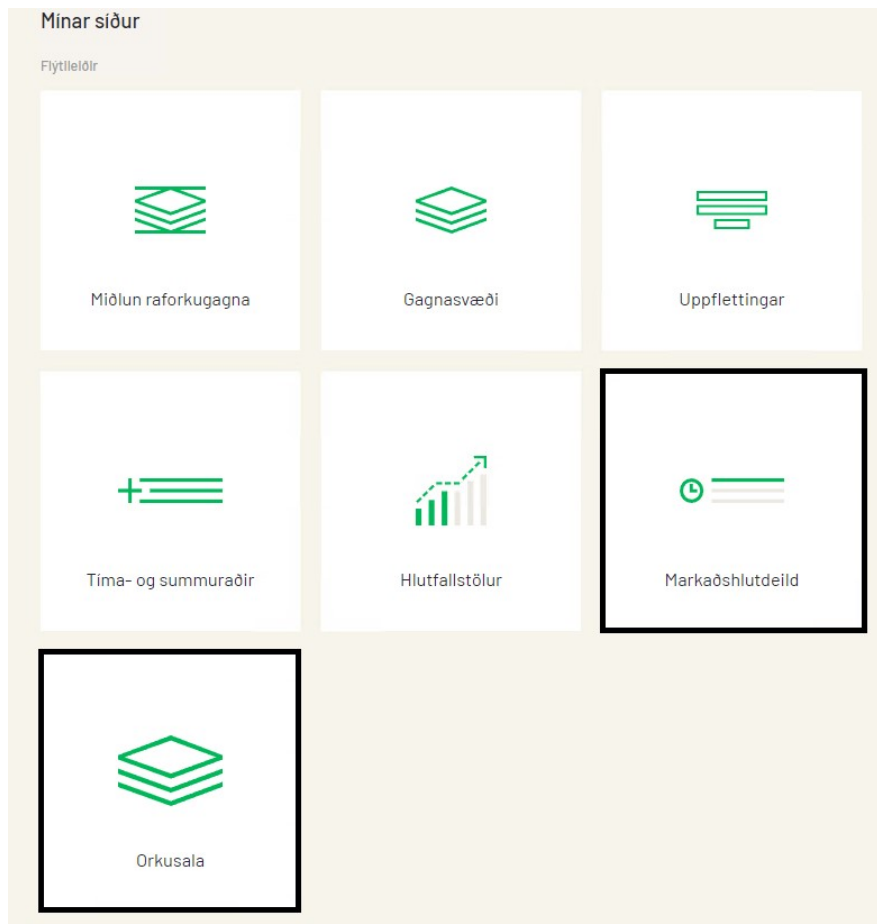 Mínar síður
Flýtileiðir
Miðlun raforkugagna
Gagnasvæði
Uppflettingar
Tíma- og summuraðir
Hlutfallstölur
Markaðshlutdeild
Orkusala